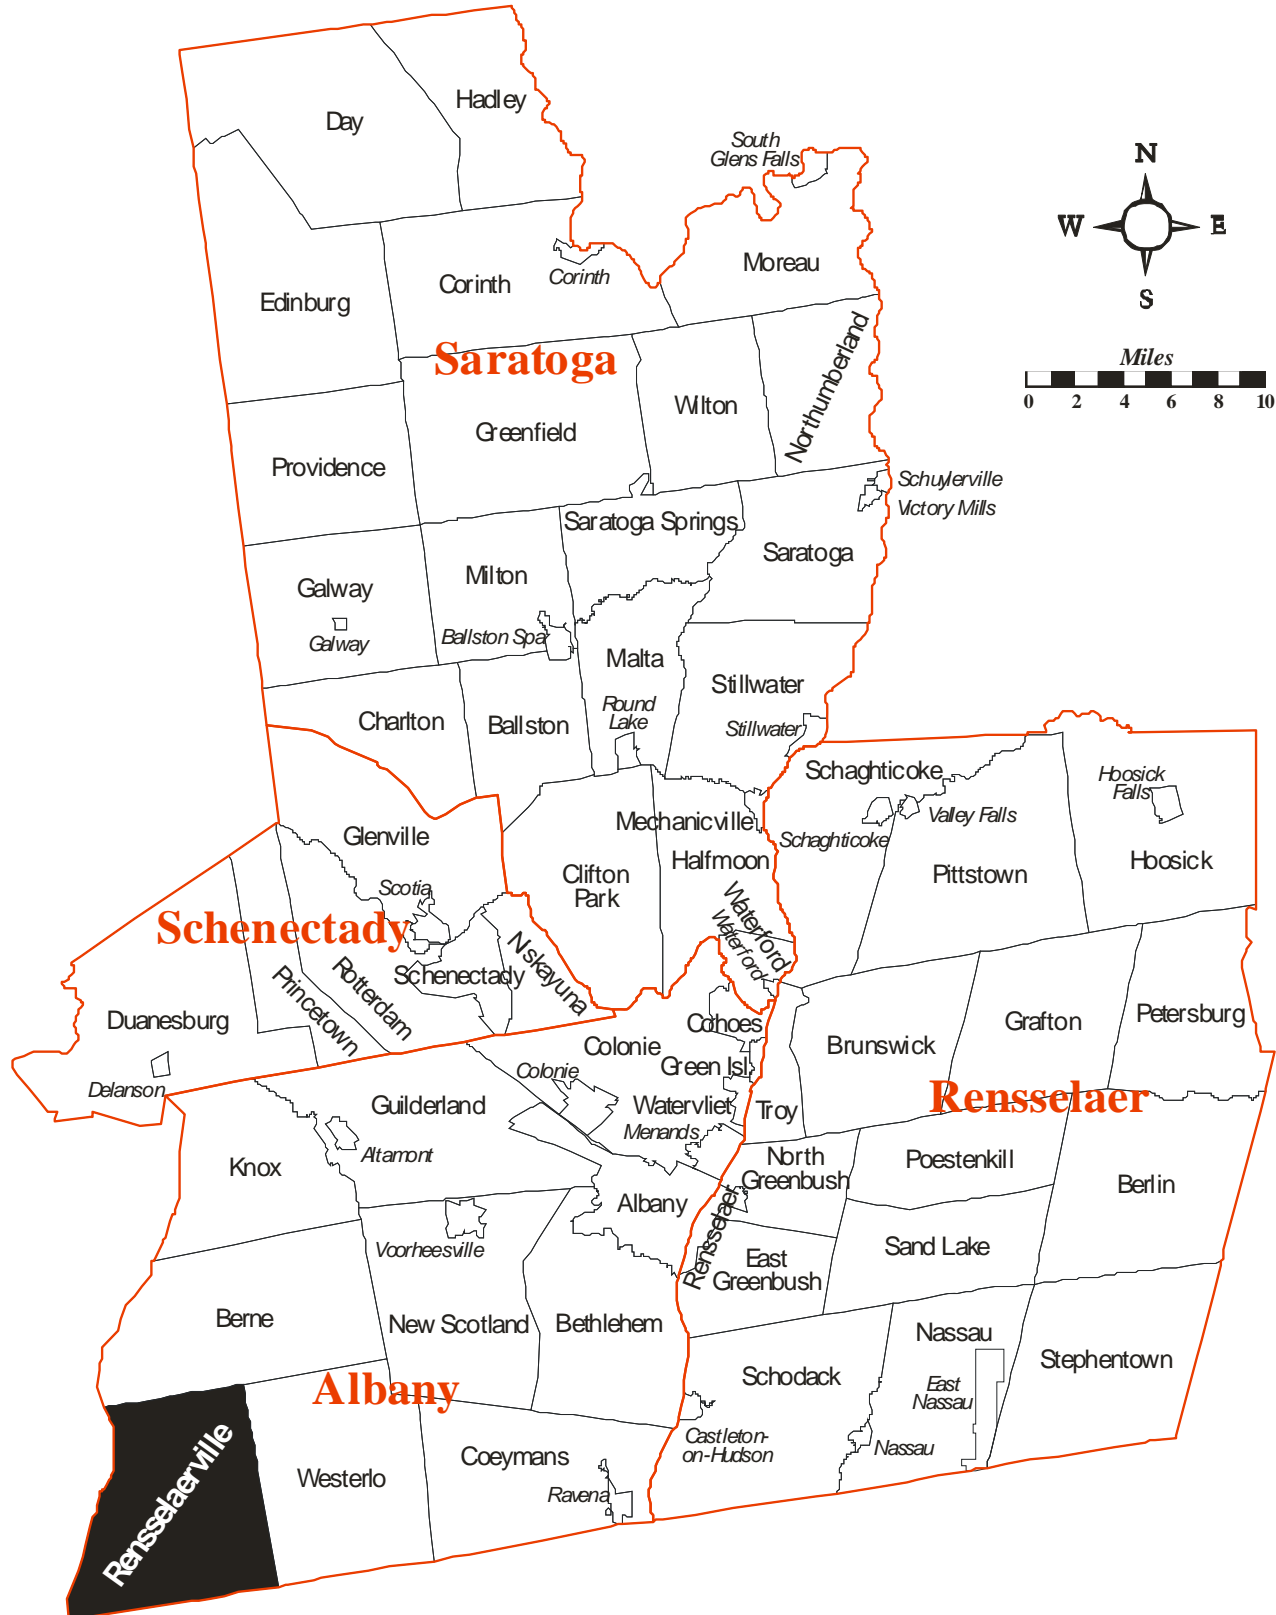 Hadley
Day
South
Glens Falls
N
W
E
S
Moreau
Corinth
Corinth
Edinburg
Northumberland
Saratoga
Miles
0 2 4 6 8 10
Wilton
Greenfield
Providence
Schuylerville
Victory Mills
Saratoga Springs
Saratoga
Milton
Galway
Galway
Ballston Spa
Malta
Stillwater
Round
Lake
Stillwater
Charlton
Ballston
Schaghticoke
Hoosick
Falls
Valley Falls
Mechanicville
Schaghticoke
Glenville
Halfmoon
Hoosick
Clifton
Park
Pittstown
Scotia
Waterford
Waterford
Schenectady
Niskayuna
Schenectady
Rotterdam
Princetown
Duanesburg
Cohoes
Petersburg
Grafton
Colonie
Brunswick
Green Isl.
Colonie
Delanson
Rensselaer
Guilderland
Watervliet
Troy
Menands
Altamont
Knox
North
Greenbush
Poestenkill
Berlin
Albany
Rensselaer
Voorheesville
Sand Lake
East
Greenbush
Berne
New Scotland
Bethlehem
Nassau
Stephentown
Schodack
Albany
East
Nassau
Castleton-
on-Hudson
Nassau
Coeymans
Westerlo
Ravena
Rensselaerville